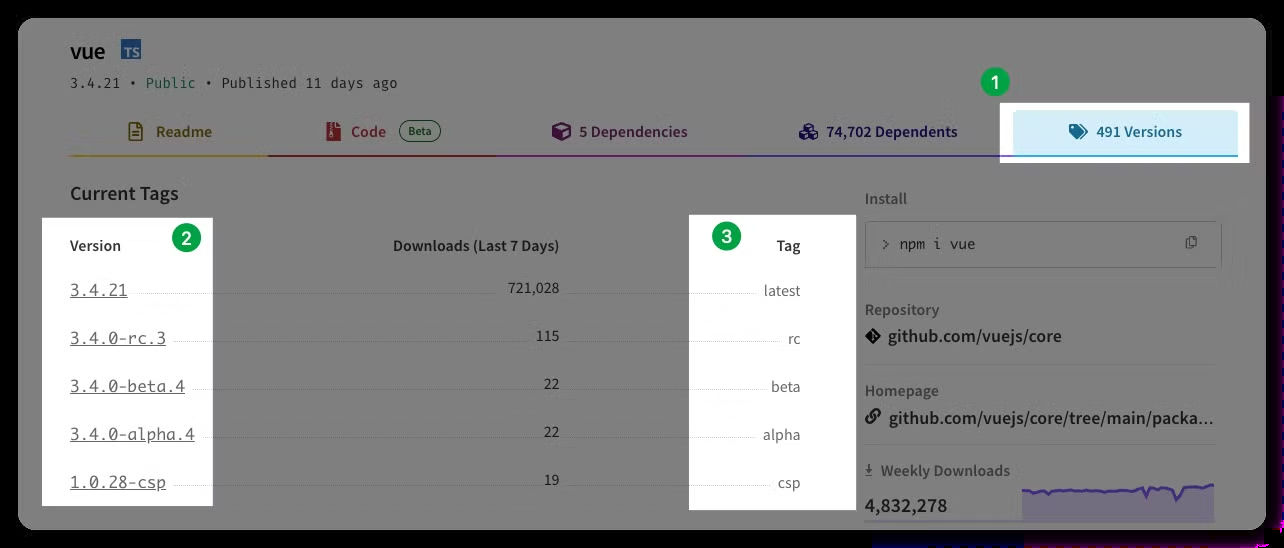 vue TS
3.4.21 • Public • Published 11 days ago
1
Readme
Code Beta
5 Dependencies
74,702 Dependents
491 Versions
Current Tags
2
3
Version Downloads (Last 7 Days) Tag
3.4.21 721,028 latest
3.4.0-rc.3 115 rc
3.4.0-beta.4 22 beta
3.4.0-alpha.4 22 alpha
1.0.28-csp 19 csp
Install
> npm i vue
Repository
github.com/vuejs/core
Homepage
github.com/vuejs/core/tree/main/packa...
Weekly Downloads
4,832,278